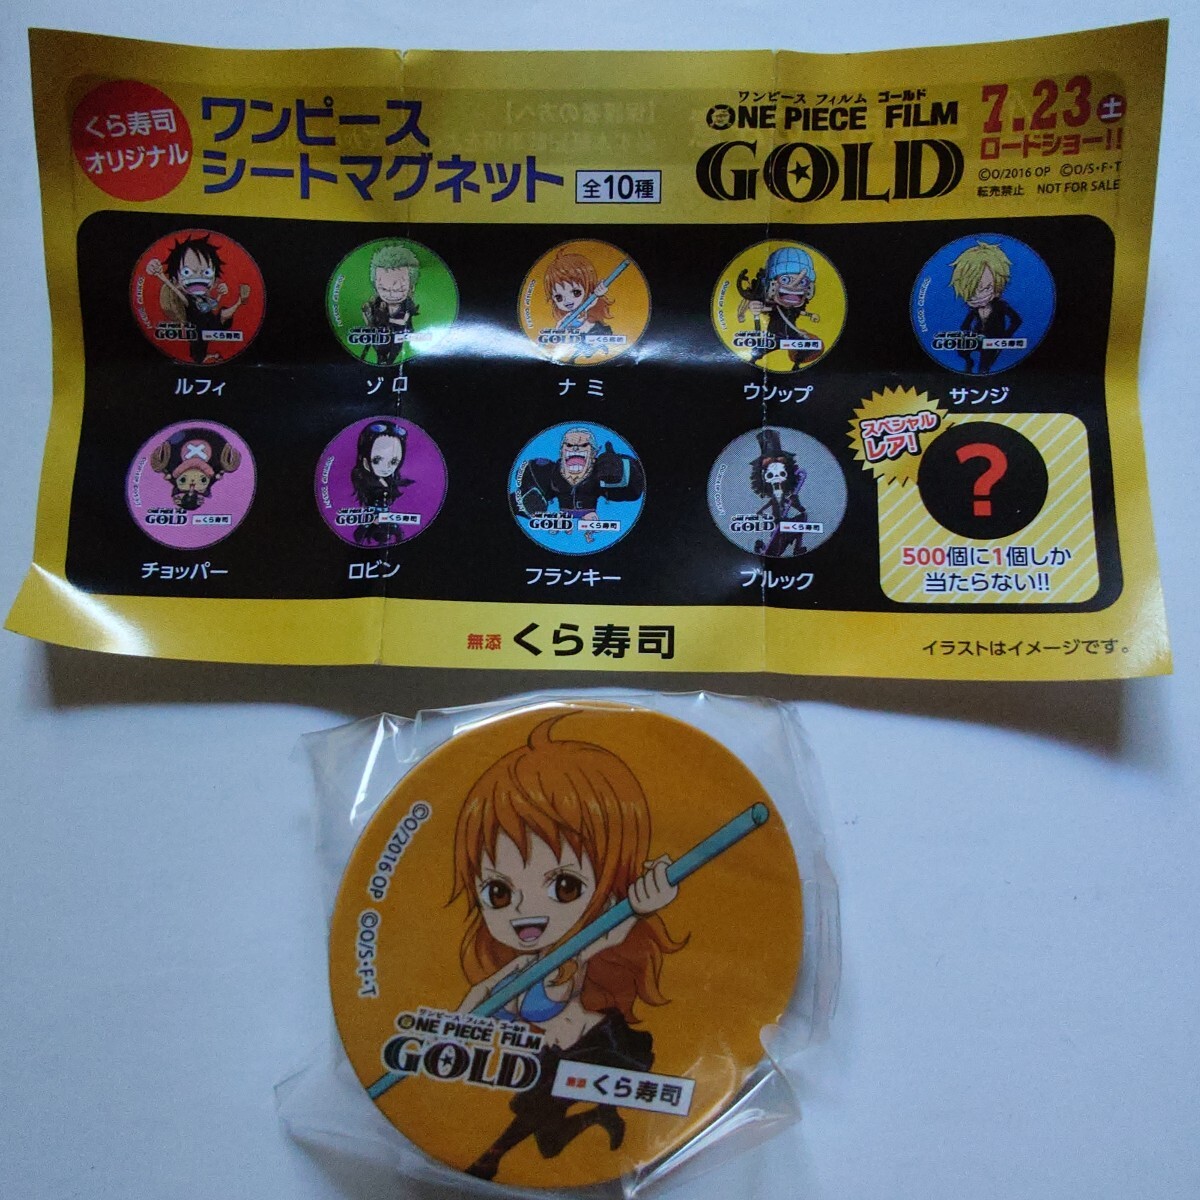 くら寿司
オリジナル
ワンピース
シートマグネット
全10種
ワンピース フィルム ゴールド
ONE PIECE FILM
GOLD
7.23土
ロードショー!!
©O/2016 OP ©O/S・F・T
転売禁止 NOT FOR SALE
ルフィ
ゾロ
ナミ
ウソップ
サンジ
チョッパー
ロビン
フランキー
ブルック
スペシャル
レア!
?
500個に1個しか
当たらない!!
無添 くら寿司
イラストはイメージです。
©O/2016 OP ©O/S・F・T
ワンピース フィルム ゴールド
ONE PIECE FILM
GOLD
無添 くら寿司